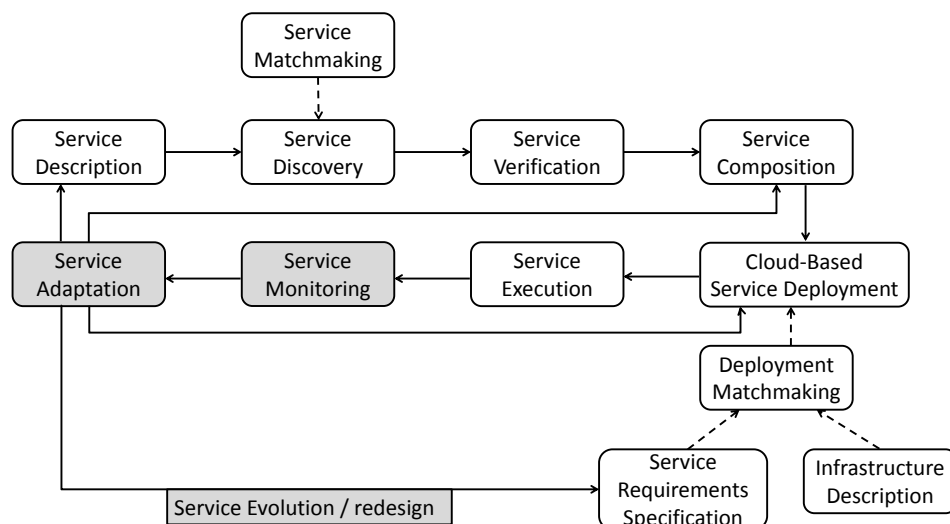 Service
Matchmaking
Service
Description
Service
Discovery
Service
Verification
Service
Composition
Service
Adaptation
Service
Monitoring
Service
Execution
Cloud-Based
Service Deployment
Deployment
Matchmaking
Service
Requirements
Specification
Infrastructure
Description
Service Evolution / redesign